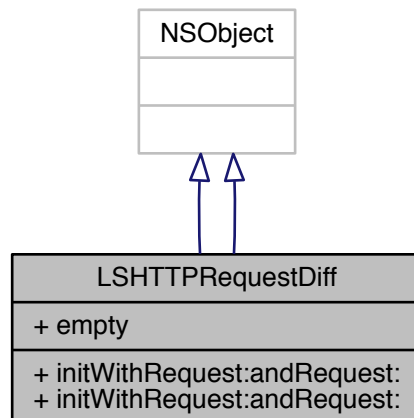 NSObject
LSHTTPRequestDiff
+ empty
+ initWithRequest:andRequest:
+ initWithRequest:andRequest: